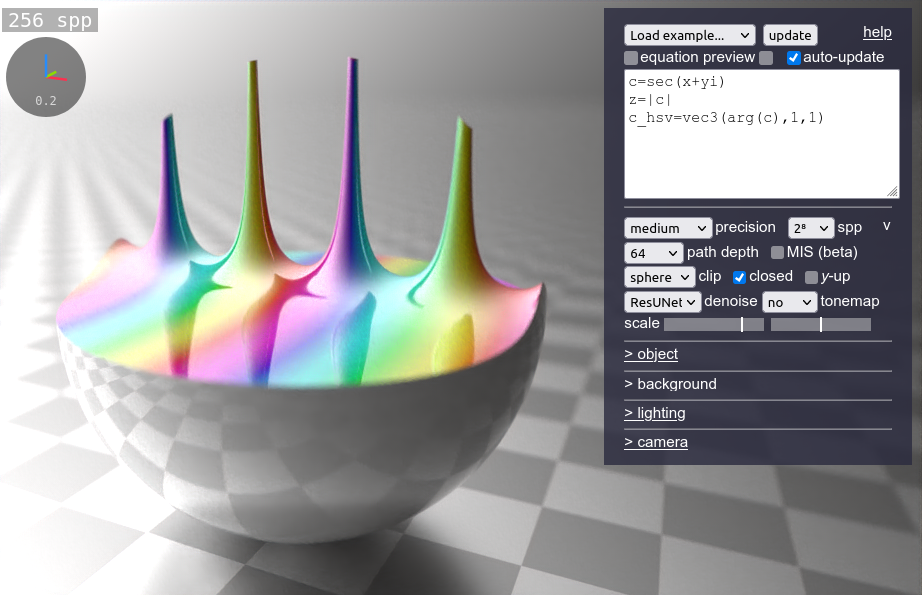 256 spp
0.2
Load example... update help
equation preview auto-update
c=sec(x+yi)
z=|c|
c_hsv=vec3(arg(c),1,1)
medium precision 2⁸ spp v
64 path depth MIS (beta)
sphere clip closed y-up
ResUNet denoise no tonemap
scale
> object
> background
> lighting
> camera